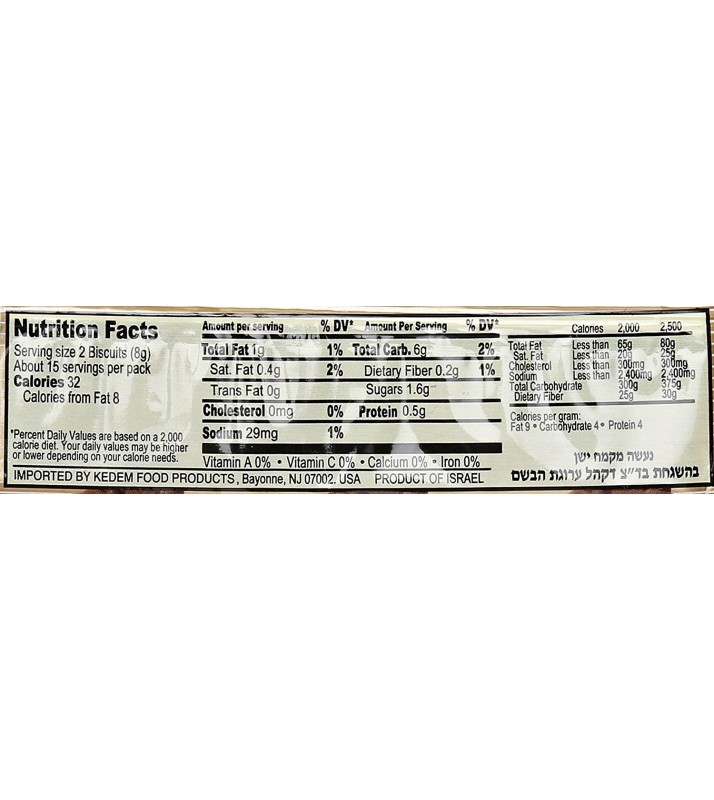 Nutrition Facts
Serving size 2 Biscuits (8g)
About 15 servings per pack
Calories 32
Calories from Fat 8
*Percent Daily Values are based on a 2,000
calorie diet. Your daily values may be higher
or lower depending on your calorie needs.
Amount per serving % DV* Amount Per Serving % DV*
Total Fat 1g 1% Total Carb. 6g 2%
Sat. Fat 0.4g 2% Dietary Fiber 0.2g 1%
Trans Fat 0g Sugars 1.6g
Cholesterol 0mg 0% Protein 0.5g
Sodium 29mg 1%
Vitamin A 0% • Vitamin C 0% • Calcium 0% • Iron 0%
Calories 2,000 2,500
Total Fat Less than 65g 80g
Sat. Fat Less than 20g 25g
Cholesterol Less than 300mg 300mg
Sodium Less than 2,400mg 2,400mg
Total Carbohydrate 300g 375g
Dietary Fiber 25g 30g
Calories per gram:
Fat 9 • Carbohydrate 4 • Protein 4
נעשה מקמח ישן
בהשגחת בד״צ דקהל ערוגת הבשם
IMPORTED BY KEDEM FOOD PRODUCTS, Bayonne, NJ 07002. USA PRODUCT OF ISRAEL